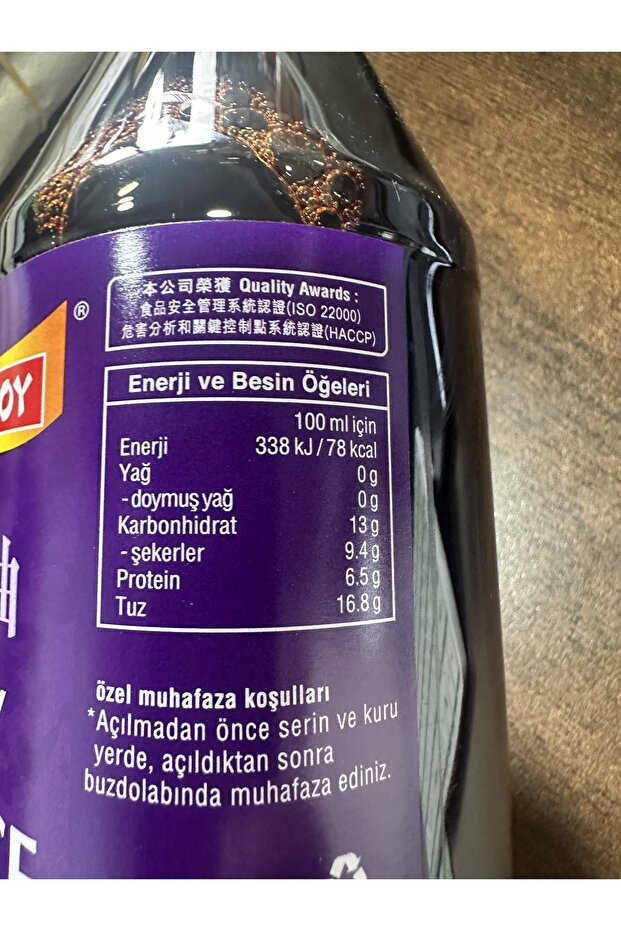 ®
OY
油
本公司榮獲 Quality Awards :
食品安全管理系統認證(ISO 22000)
危害分析和關鍵控制點系統認證(HACCP)
Enerji ve Besin Öğeleri
100 ml için
Enerji 338 kJ / 78 kcal
Yağ 0 g
- doymuş yağ 0 g
Karbonhidrat 13 g
- şekerler 9.4 g
Protein 6.5 g
Tuz 16.8 g
özel muhafaza koşulları
*Açılmadan önce serin ve kuru
yerde, açıldıktan sonra
buzdolabında muhafaza ediniz.